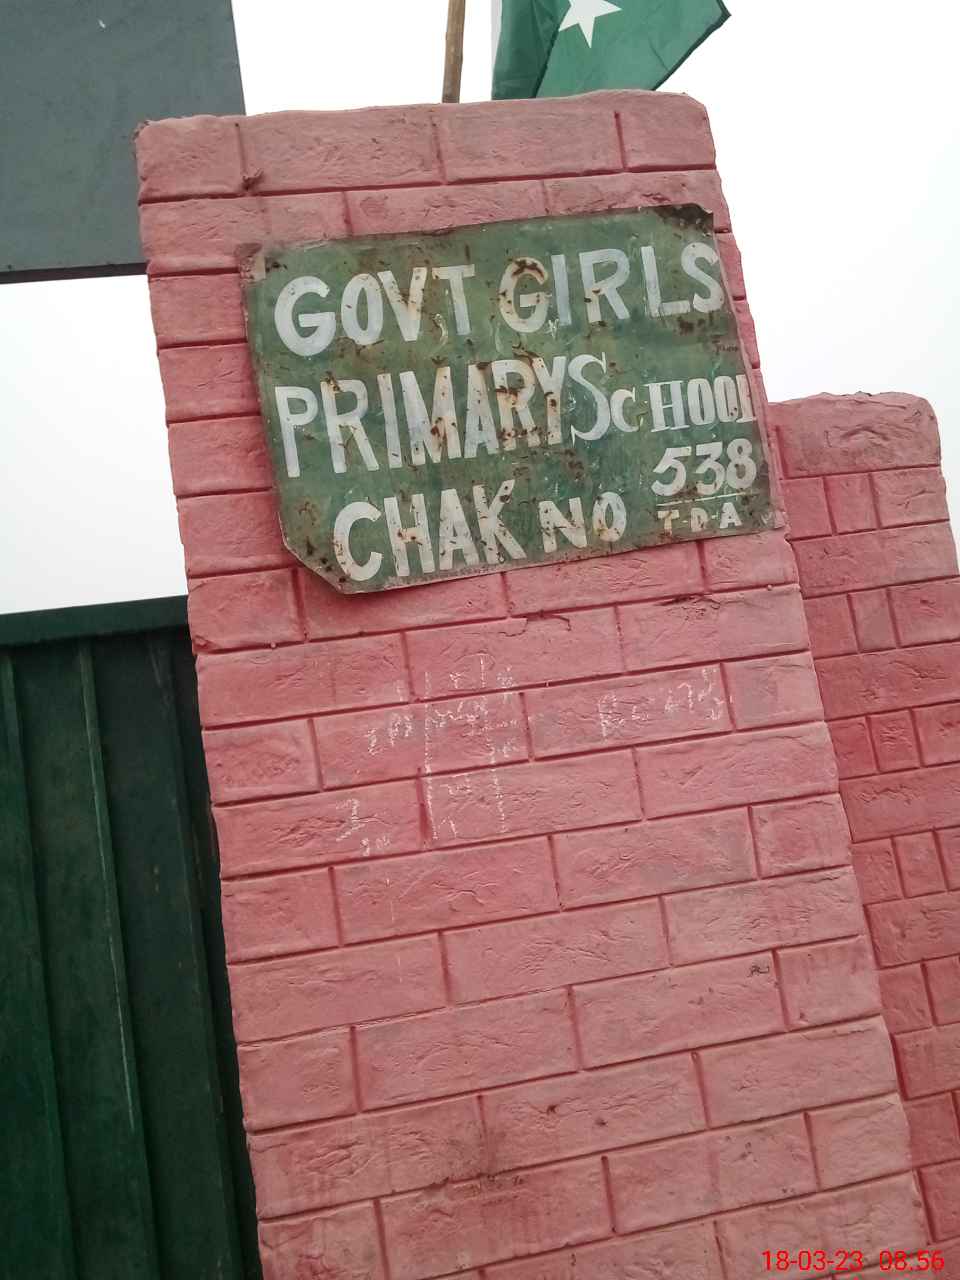 GOVT GIRLS
PRIMARY SCHOOL
CHAK NO 538
T-D-A
18-03-23 08:56